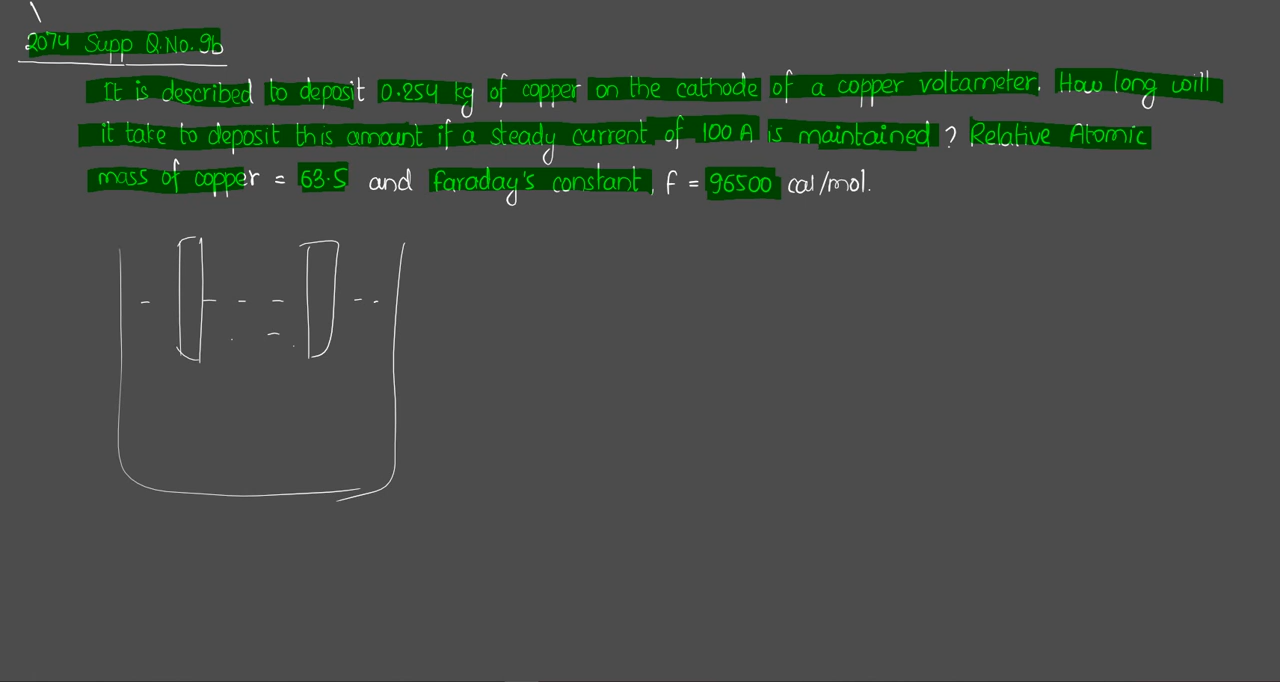 2074 Supp Q.No. 9b
It is described to deposit 0.254 kg of copper on the cathode of a copper voltameter. How long will
it take to deposit this amount if a steady current of 100 A is maintained? Relative Atomic
mass of copper = 63.5 and faraday's constant, f = 96500 cal/mol.